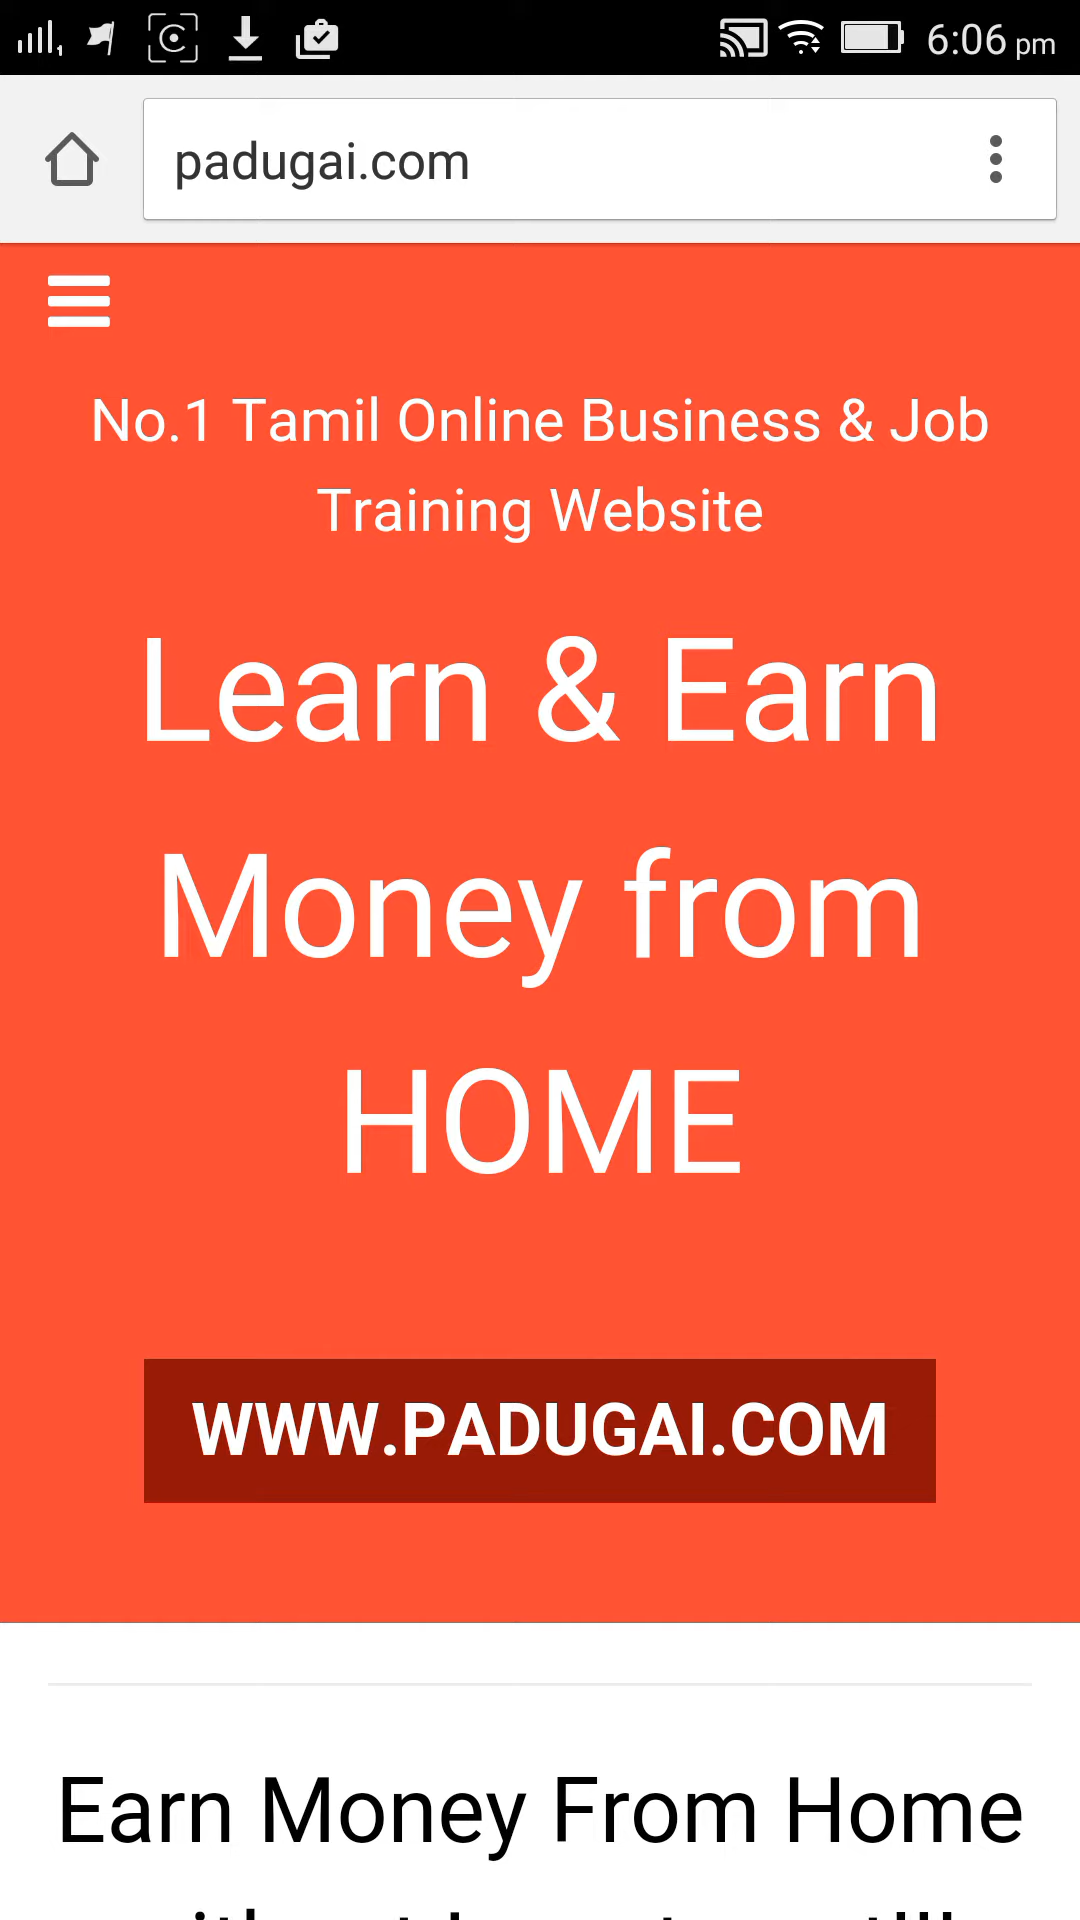 6:06 pm
padugai.com
No.1 Tamil Online Business & Job
Training Website
Learn & Earn
Money from
HOME
WWW.PADUGAI.COM
Earn Money From Home